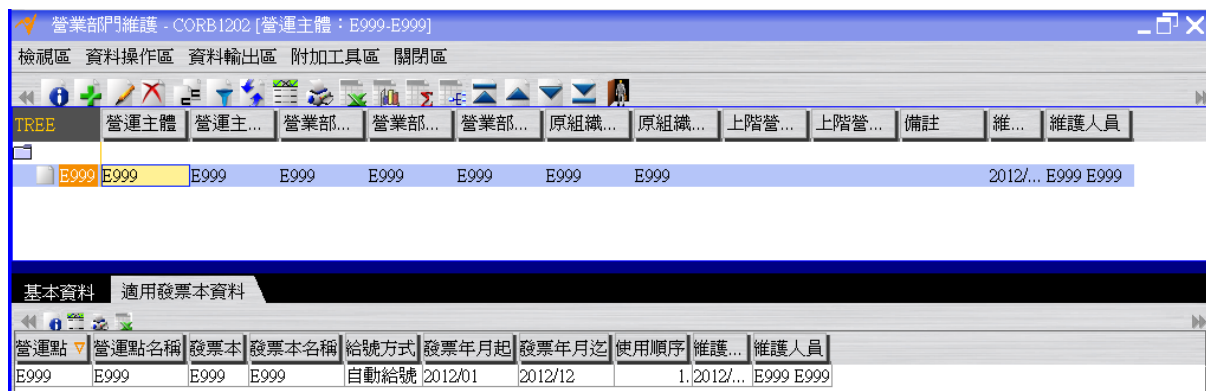 營業部門維護 - CORB1202 [營運主體：E999-E999]
檢視區 資料操作區 資料輸出區 附加工具區 關閉區
TREE 營運主體 營運主... 營業部... 營業部... 營業部... 原組織... 原組織... 上階營... 上階營... 備註 維... 維護人員
E999 E999 E999 E999 E999 E999 E999 E999 2012/... E999 E999
基本資料 適用發票本資料
營運點 營運點名稱 發票本 發票本名稱 給號方式 發票年月起 發票年月迄 使用順序 維護... 維護人員
E999 E999 E999 E999 自動給號 2012/01 2012/12 1. 2012/... E999 E999